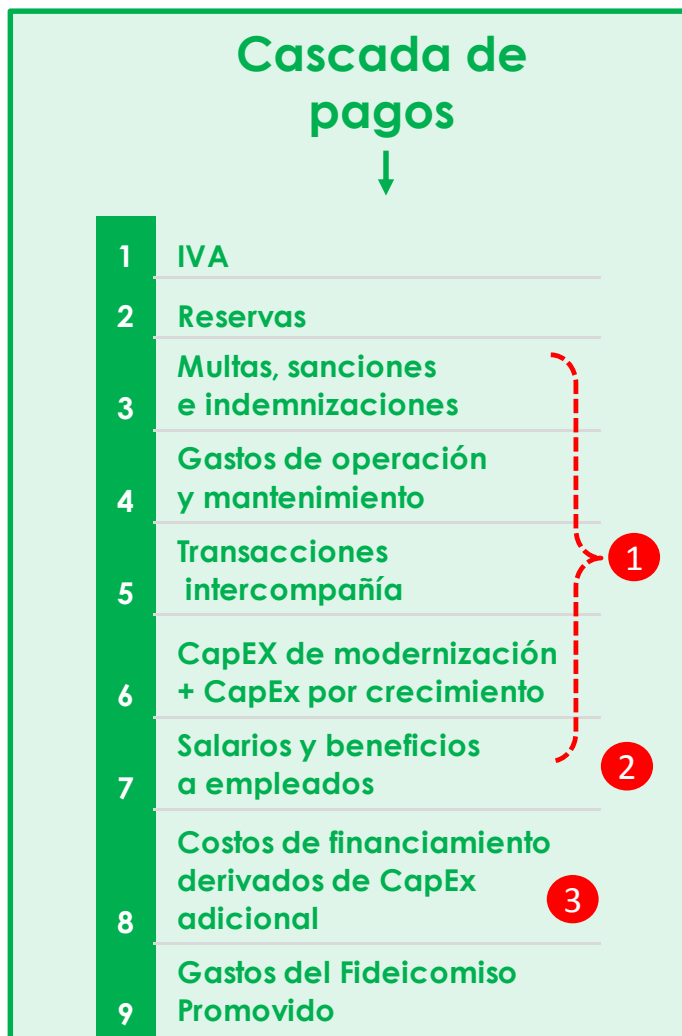 Cascada de
pagos
1 IVA
2 Reservas
Multas, sanciones
3 e indemnizaciones
Gastos de operación
4 y mantenimiento
Transacciones
5 intercompañía
1
CapEX de modernización
6 + CapEx por crecimiento
Salarios y beneficios
2
7 a empleados
Costos de financiamiento
derivados de CapEx
3
8 adicional
Gastos del Fideicomiso
9 Promovido